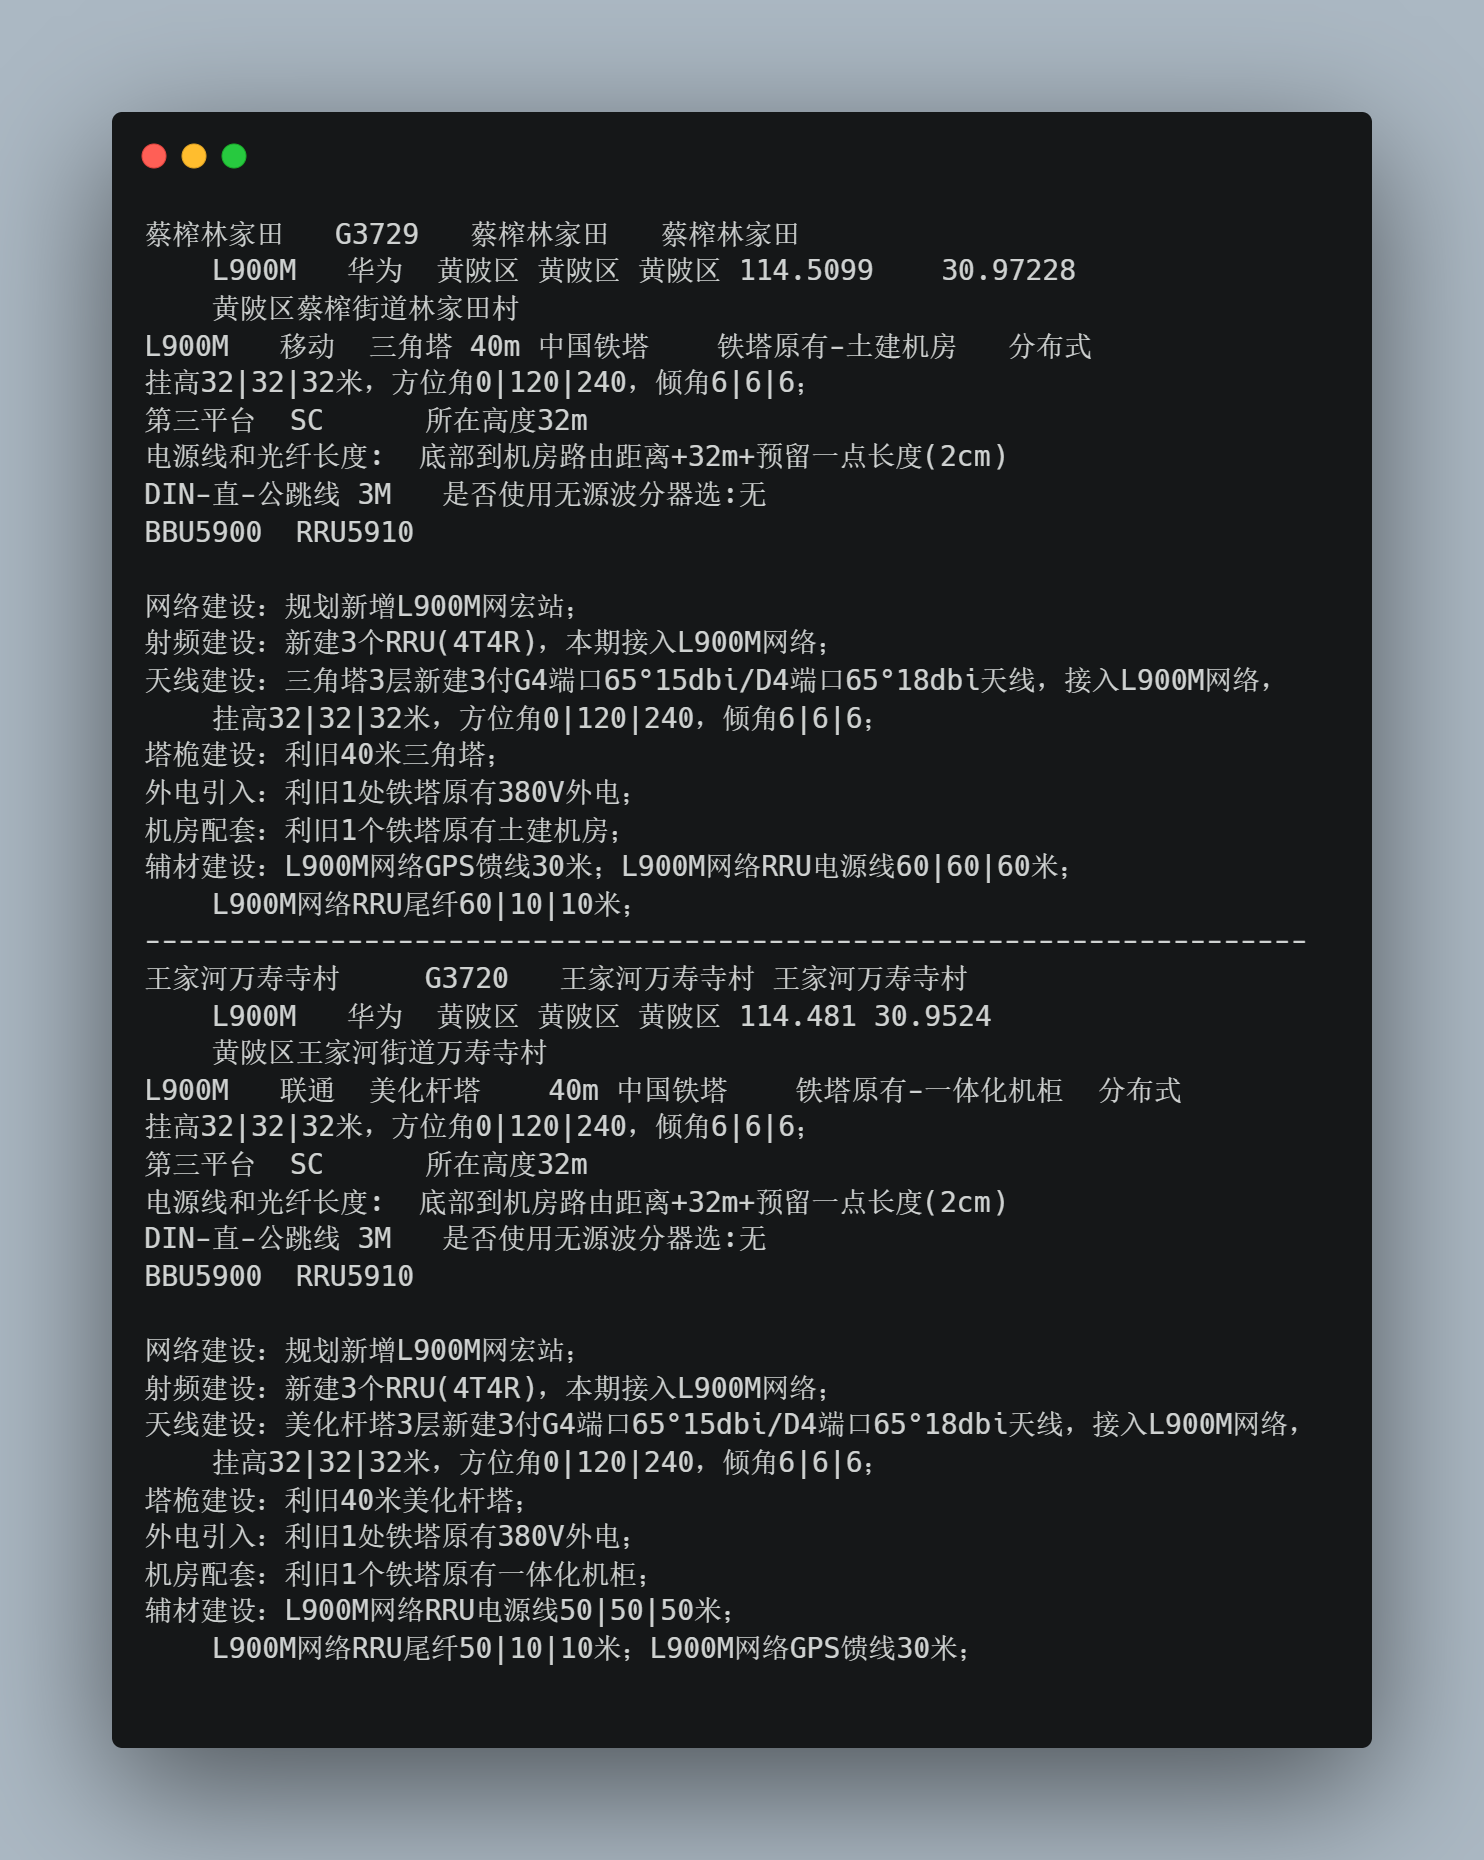 蔡榨林家田   G3729   蔡榨林家田   蔡榨林家田
    L900M   华为  黄陂区 黄陂区 黄陂区 114.5099    30.97228
    黄陂区蔡榨街道林家田村
L900M   移动  三角塔 40m 中国铁塔    铁塔原有-土建机房   分布式
挂高32|32|32米，方位角0|120|240，倾角6|6|6；
第三平台  SC      所在高度32m
电源线和光纤长度:  底部到机房路由距离+32m+预留一点长度(2cm)
DIN-直-公跳线 3M   是否使用无源波分器选:无
BBU5900  RRU5910

网络建设：规划新增L900M网宏站；
射频建设：新建3个RRU(4T4R)，本期接入L900M网络；
天线建设：三角塔3层新建3付G4端口65°15dbi/D4端口65°18dbi天线，接入L900M网络，
    挂高32|32|32米，方位角0|120|240，倾角6|6|6；
塔桅建设：利旧40米三角塔；
外电引入：利旧1处铁塔原有380V外电；
机房配套：利旧1个铁塔原有土建机房；
辅材建设：L900M网络GPS馈线30米；L900M网络RRU电源线60|60|60米；
    L900M网络RRU尾纤60|10|10米；
---------------------------------------------------------------------
王家河万寿寺村     G3720   王家河万寿寺村 王家河万寿寺村
    L900M   华为  黄陂区 黄陂区 黄陂区 114.481 30.9524
    黄陂区王家河街道万寿寺村
L900M   联通  美化杆塔    40m 中国铁塔    铁塔原有-一体化机柜  分布式
挂高32|32|32米，方位角0|120|240，倾角6|6|6；
第三平台  SC      所在高度32m
电源线和光纤长度:  底部到机房路由距离+32m+预留一点长度(2cm)
DIN-直-公跳线 3M   是否使用无源波分器选:无
BBU5900  RRU5910

网络建设：规划新增L900M网宏站；
射频建设：新建3个RRU(4T4R)，本期接入L900M网络；
天线建设：美化杆塔3层新建3付G4端口65°15dbi/D4端口65°18dbi天线，接入L900M网络，
    挂高32|32|32米，方位角0|120|240，倾角6|6|6；
塔桅建设：利旧40米美化杆塔；
外电引入：利旧1处铁塔原有380V外电；
机房配套：利旧1个铁塔原有一体化机柜；
辅材建设：L900M网络RRU电源线50|50|50米；
    L900M网络RRU尾纤50|10|10米；L900M网络GPS馈线30米；